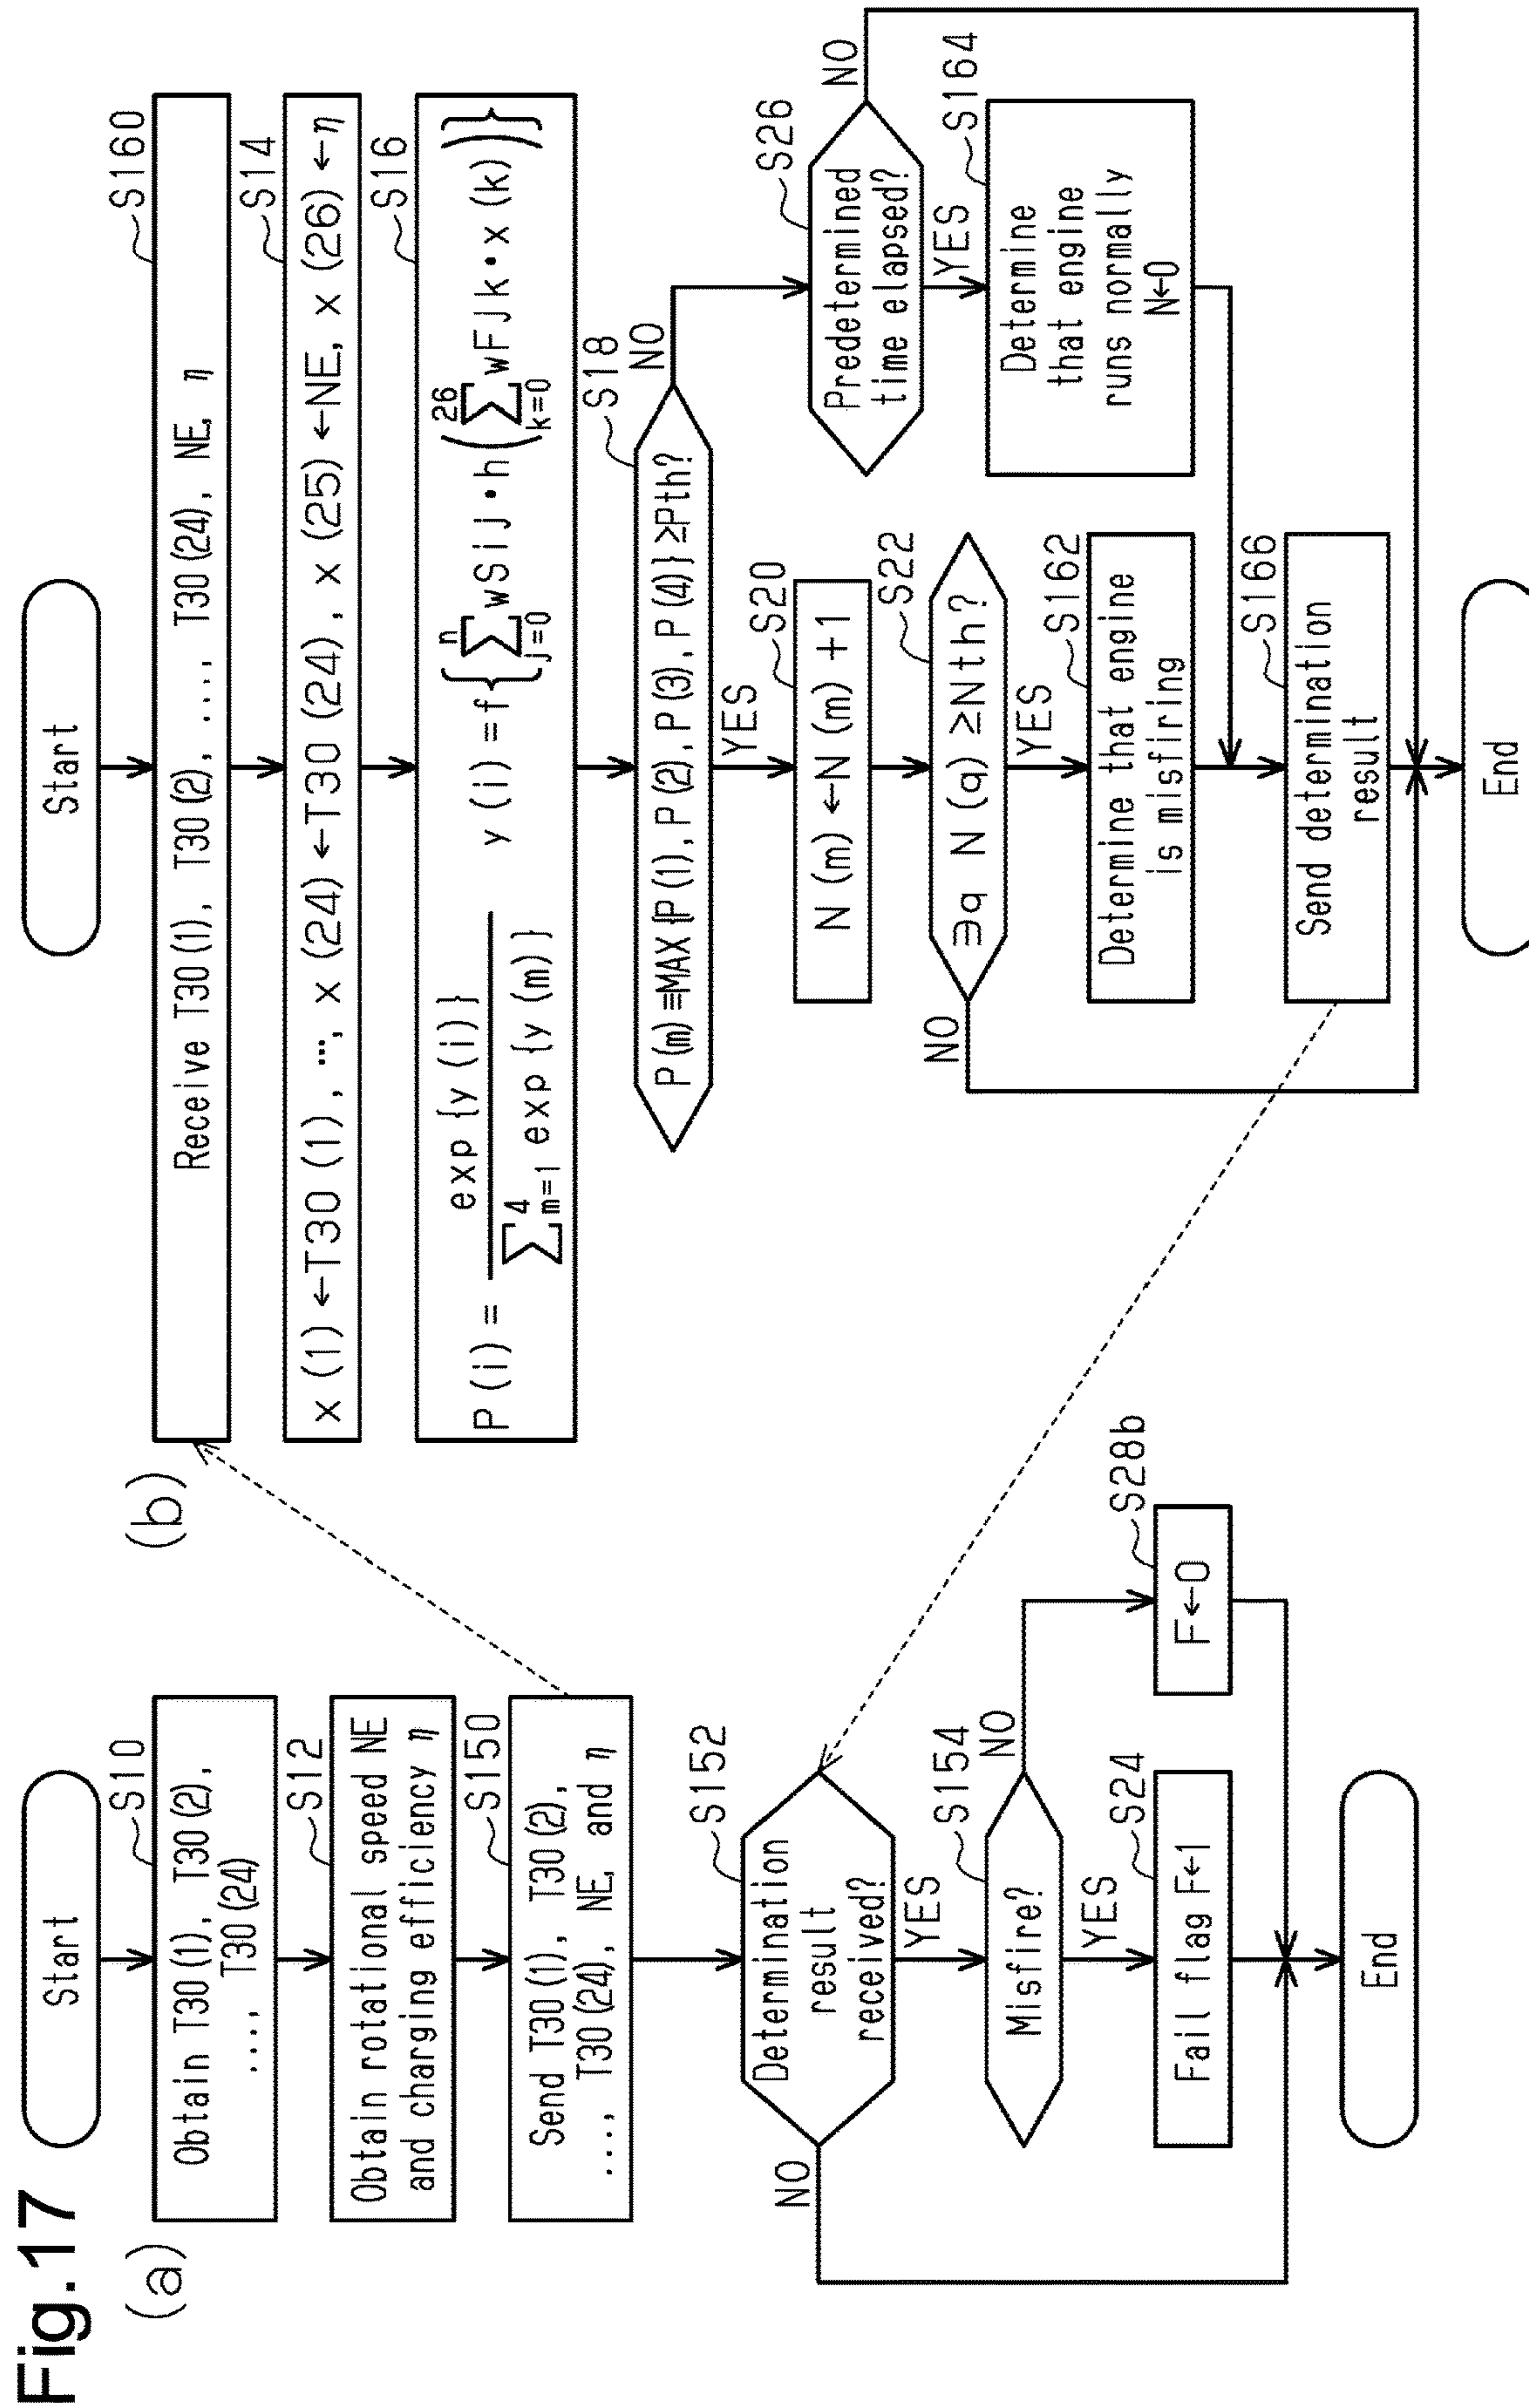 Fig.17
(a)
Start
S10
Obtain T30(1), T30(2),
..., T30(24)
S12
Obtain rotational speed NE
and charging efficiency η
S150
Send T30(1), T30(2),
..., T30(24), NE, and η
S152
Determination
result
received?
NO
YES
S154
Misfire?
NO
YES
S24
Fail flag F←1
S28b
F←0
End
(b)
Start
S160
Receive T30(1), T30(2), ..., T30(24), NE, η
S14
x(1)←T30(1), …, x(24)←T30(24), x(25)←NE, x(26)←η
S16
P(i) = exp{y(i)} / ∑ 4 m=1 exp{y(m)}   y(i)=f{∑ n j=0 wSij·h(∑ 26 k=0 wFjk·x(k))}
S18
P(m)=MAX{P(1), P(2), P(3), P(4)}≥Pth?
NO
YES
S20
N(m)←N(m)+1
S22
∃q N(q)≥Nth?
NO
YES
S162
Determine that engine
is misfiring
S26
Predetermined
time elapsed?
NO
YES
S164
Determine
that engine
runs normally
N←0
S166
Send determination
result
End